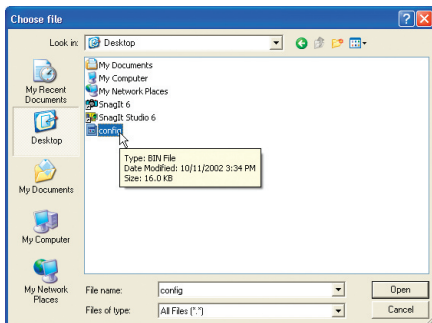 Choose file
Look in:
Desktop
My Recent
Documents
Desktop
My Documents
My Computer
My Network
Places
My Documents
My Computer
My Network Places
SnagIt 6
SnagIt Studio 6
config
Type: BIN File
Date Modified: 10/11/2002 3:34 PM
Size: 16.0 KB
File name:
config
Open
Files of type:
All Files (*.*)
Cancel